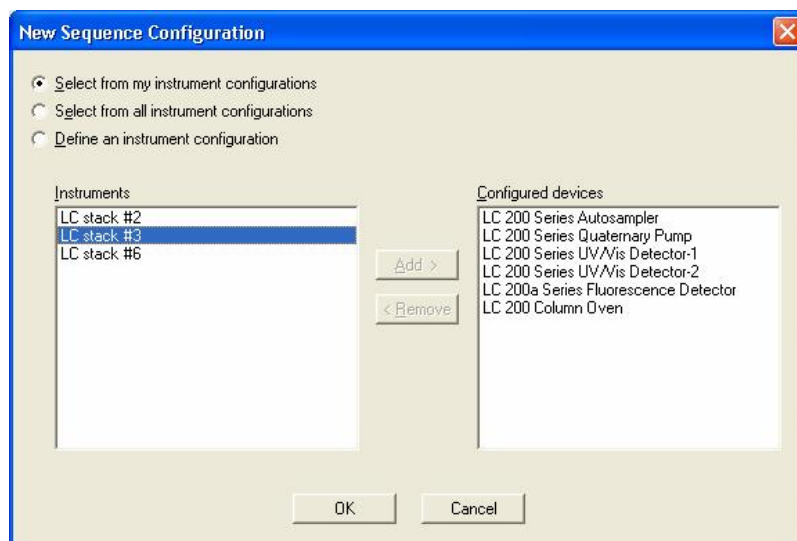 New Sequence Configuration
Select from my instrument configurations
Select from all instrument configurations
Define an instrument configuration
Instruments
LC stack #2
LC stack #3
LC stack #6
Add >
< Remove
Configured devices
LC 200 Series Autosampler
LC 200 Series Quaternary Pump
LC 200 Series UV/Vis Detector-1
LC 200 Series UV/Vis Detector-2
LC 200a Series Fluorescence Detector
LC 200 Column Oven
OK
Cancel